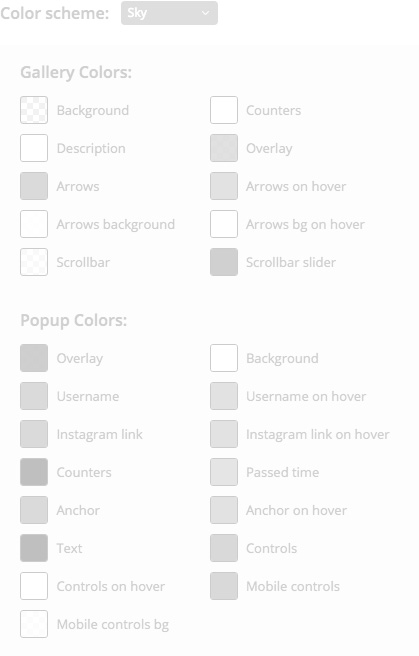 Color scheme: Sky
Gallery Colors:
Background Counters
Description Overlay
Arrows Arrows on hover
Arrows background Arrows bg on hover
Scrollbar Scrollbar slider
Popup Colors:
Overlay Background
Username Username on hover
Instagram link Instagram link on hover
Counters Passed time
Anchor Anchor on hover
Text Controls
Controls on hover Mobile controls
Mobile controls bg